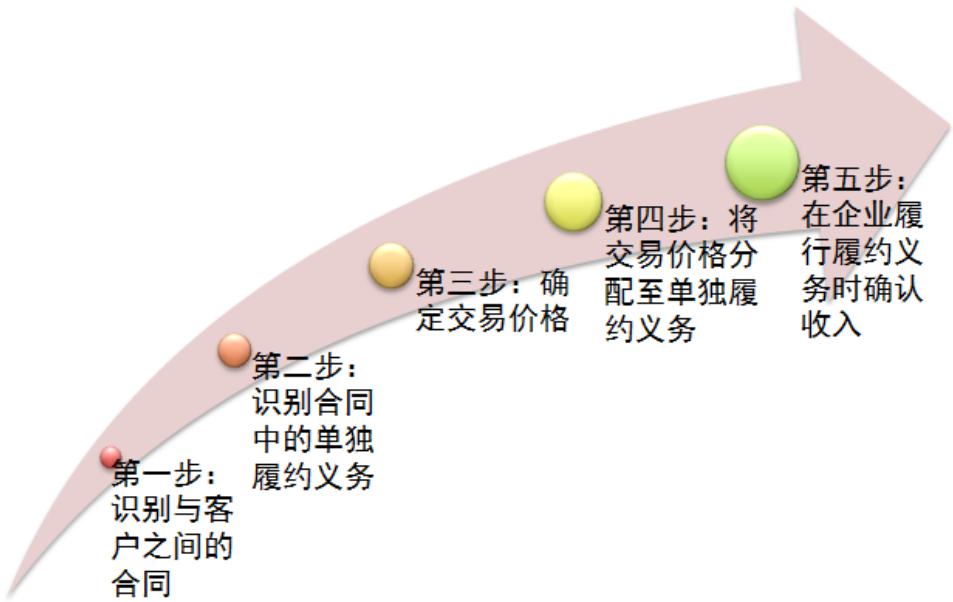 第一步：
识别与客
户之间的
合同
第二步：
识别合同
中的单独
履约义务
第三步：确
定交易价格
第四步：将
交易价格分
配至单独履
约义务
第五步：
在企业履
行履约义
务时确认
收入